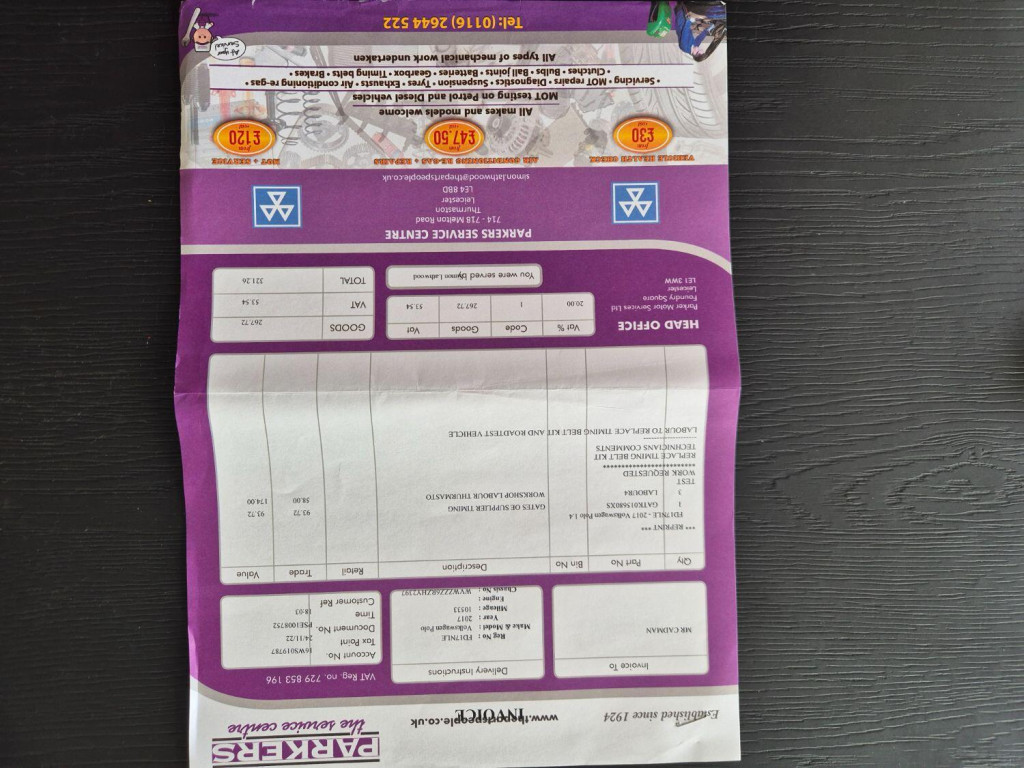 PARKERS
the service centre
Established since 1924
www.thepartspeople.co.uk
INVOICE
VAT Reg. no. 729 853 196
Invoice To
MR CADMAN
Delivery Instructions
Reg No : FD17NLE
Make & Model : Volkswagen Polo
Year : 2017
Mileage : 10533
Engine :
Chassis No :
Account No. 16WS019787
Tax Point 24/11/22
Document No. PSEI1008752
Time 18:03
Customer Ref
Qty Part No Bin No Description Retail Trade Value
*** REPRINT ***
FD17NLE - 2017 Volkswagen Polo 1.4
1 GATK015680XS GATES OE SUPPLIER TIMING 93.72 93.72
3 LABOUR4 WORKSHOP LABOUR THURMASTO 58.00 174.00
TEST
WORK REQUESTED
************************
REPLACE TIMING BELT KIT
TECHNICIANS COMMENTS
LABOUR TO REPLACE TIMING BELT KIT AND ROADTEST VEHICLE
HEAD OFFICE
Parker Motor Services Ltd
Foundry Square
Leicester
LE1 3WW
Vat % Code Goods Vat
20.00 1 267.72 53.54
You were served by Symon Lathwood
GOODS 267.72
VAT 53.54
TOTAL 321.26
PARKERS SERVICE CENTRE
714 - 718 Melton Road
Thurmaston
Leicester
LE4 8BD
simon.lathwood@thepartspeople.co.uk
VEHICLE HEALTH CHECK
£30
AIR CONDITIONING RE-GAS + REPAIRS
£47.50
MOT + SERVICE
from
£120
All makes and models welcome
MOT testing on Petrol and Diesel vehicles
• Servicing • MOT repairs • Diagnostics • Suspension • Tyres • Exhausts • Air conditioning re-gas •
• Clutches • Bulbs • Ball joints • Batteries • Gearbox • Timing belts • Brakes •
All types of mechanical work undertaken
At Your Service!
Tel: (0116) 2644 522